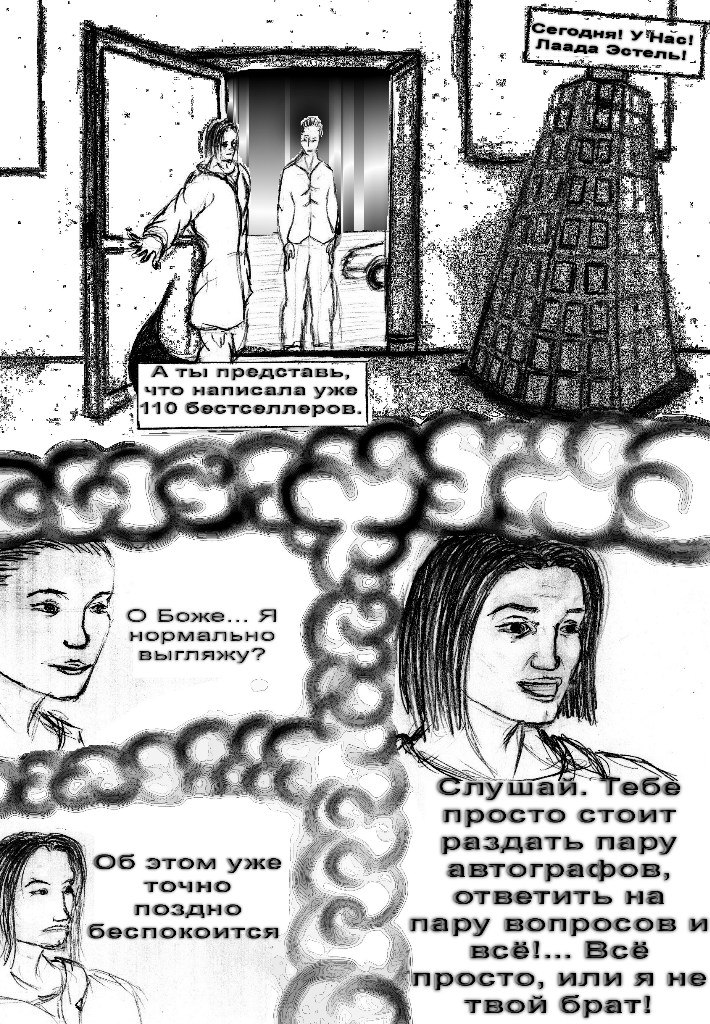 Сегодня! У Нас!
Лаада Эстель!
А ты представь,
что написала уже
110 бестселлеров.
О Боже... Я
нормально
выгляжу?
Слушай. Тебе
просто стоит
раздать пару
автографов,
ответить на
пару вопросов и
всё!... Всё
просто, или я не
твой брат!
Об этом уже
точно
поздно
беспокоится